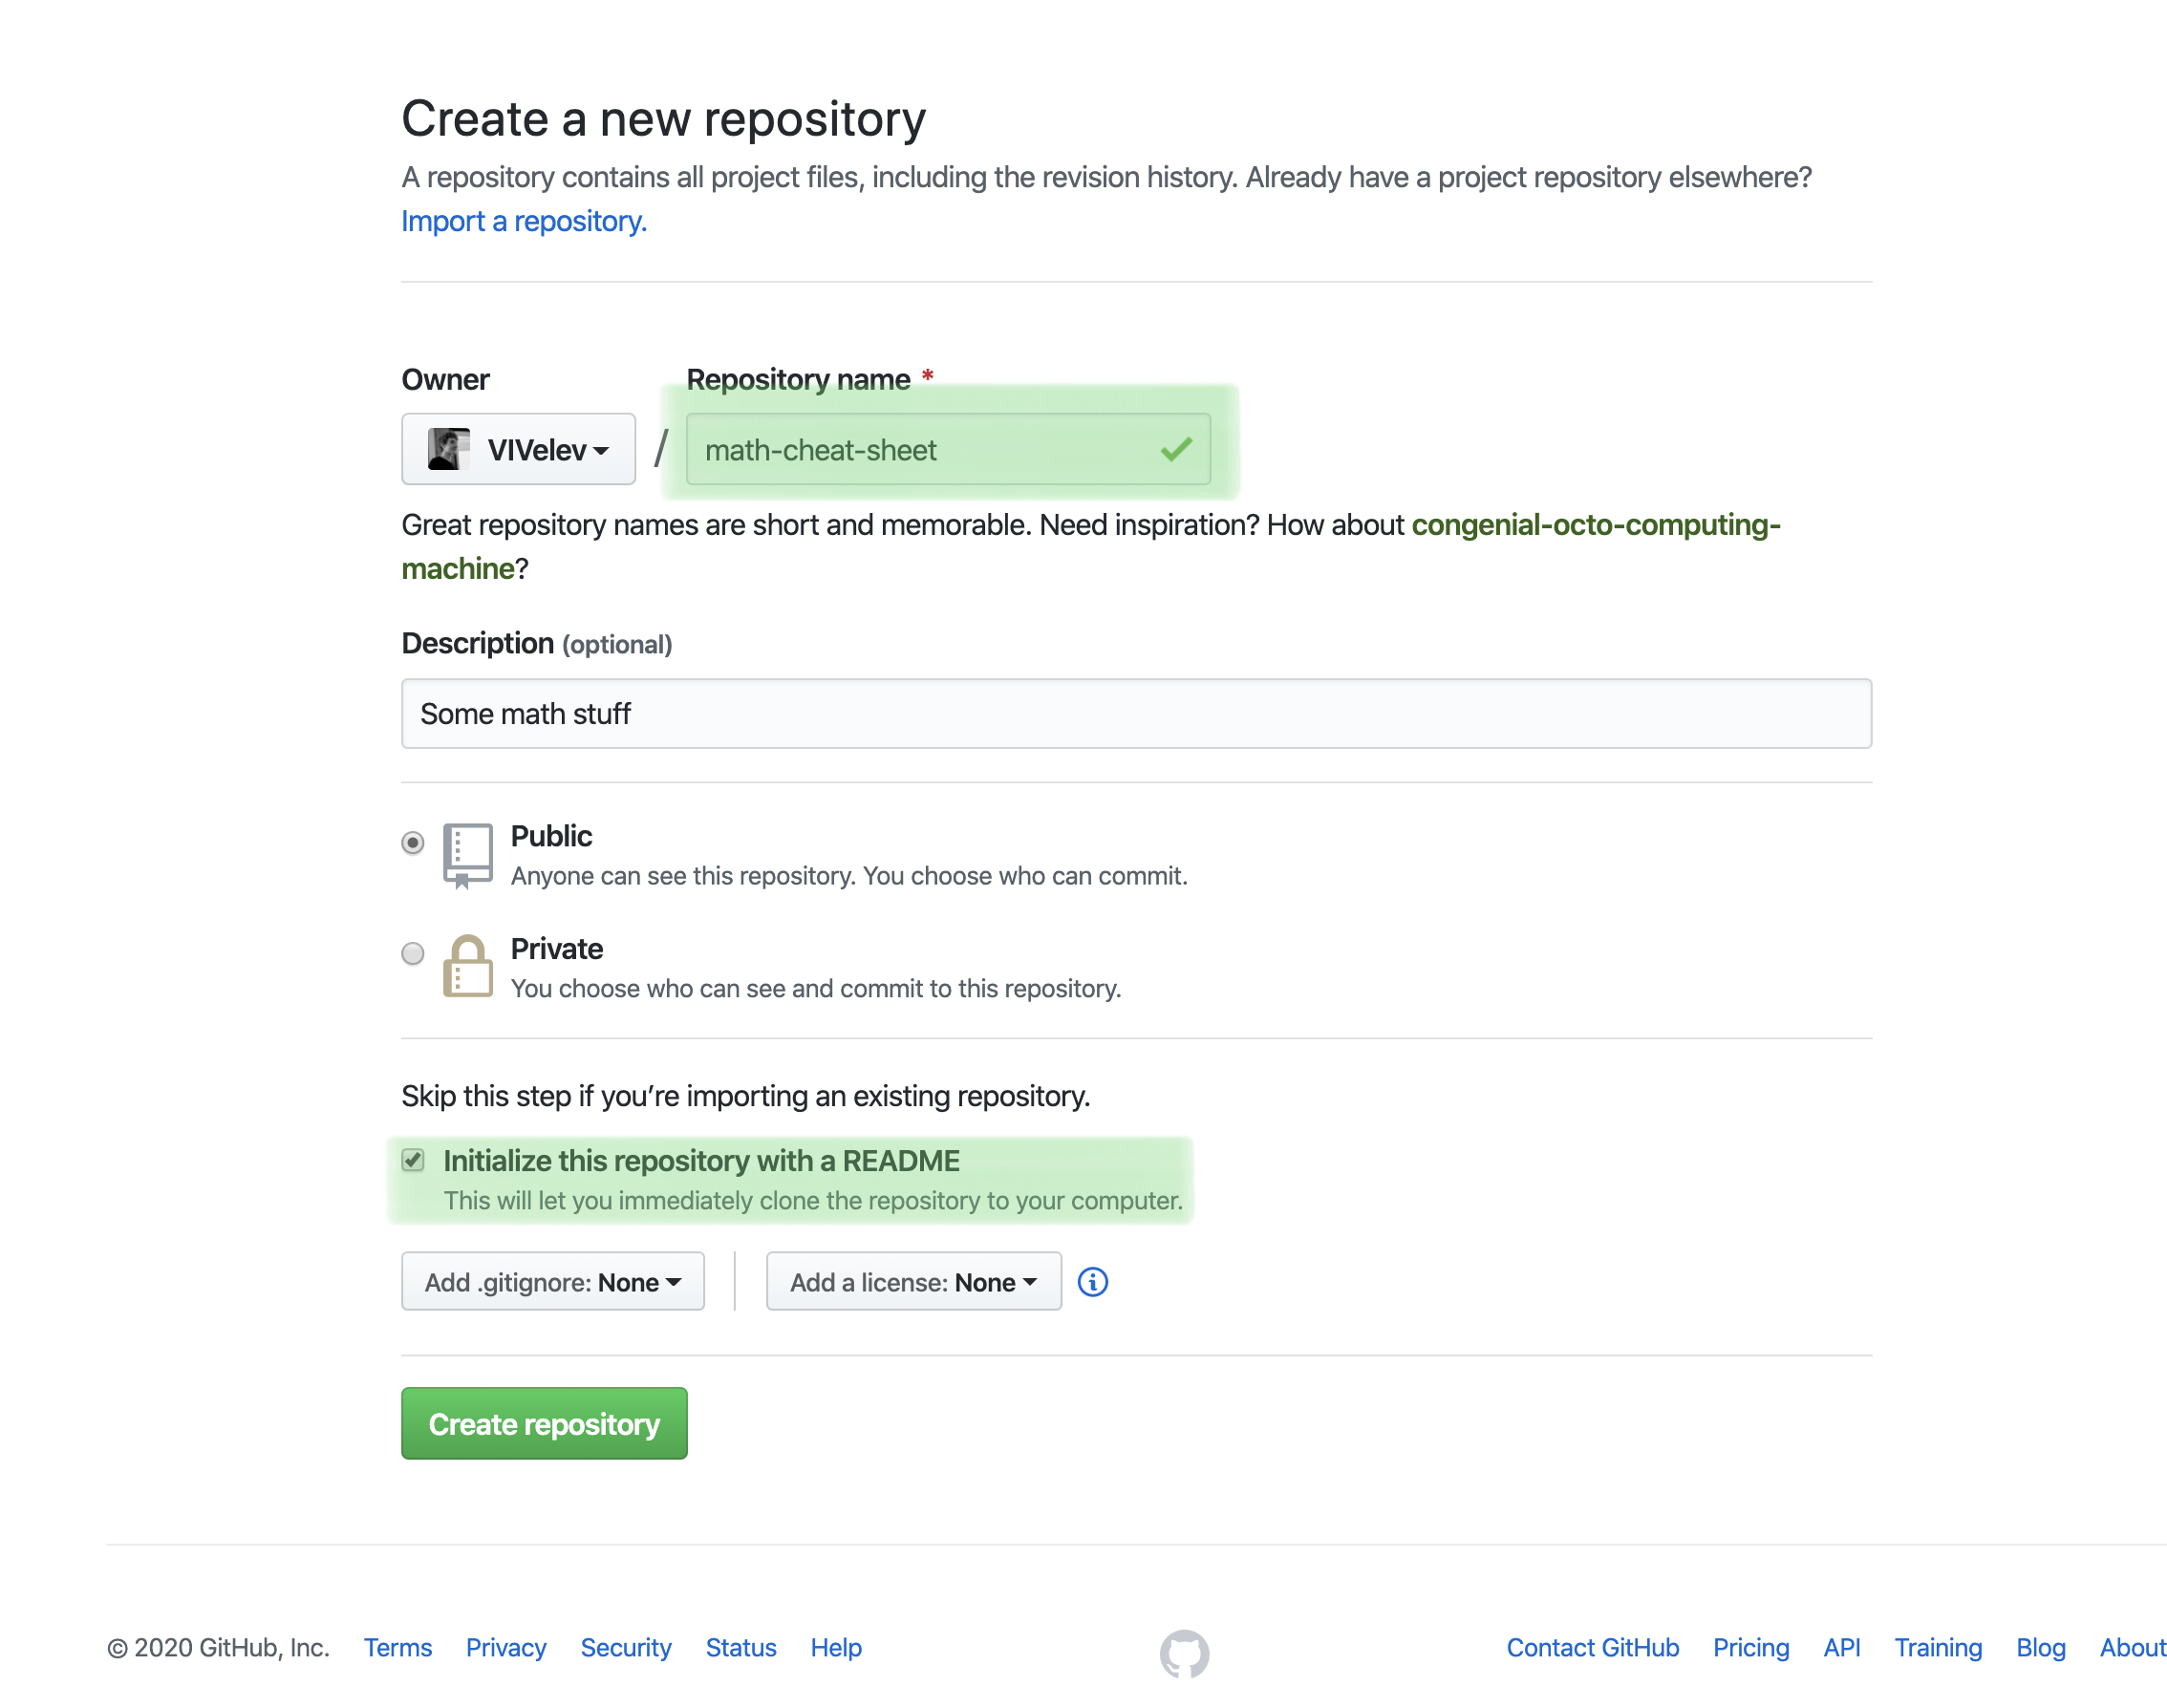 Create a new repository
A repository contains all project files, including the revision history. Already have a project repository elsewhere?
Import a repository.
Owner
Repository name *
VIVelev
/
math-cheat-sheet
Great repository names are short and memorable. Need inspiration? How about congenial-octo-computing-
machine?
Description (optional)
Some math stuff
Public
Anyone can see this repository. You choose who can commit.
Private
You choose who can see and commit to this repository.
Skip this step if you’re importing an existing repository.
Initialize this repository with a README
This will let you immediately clone the repository to your computer.
Add .gitignore: None
Add a license: None
Create repository
© 2020 GitHub, Inc. Terms Privacy Security Status Help Contact GitHub Pricing API Training Blog About